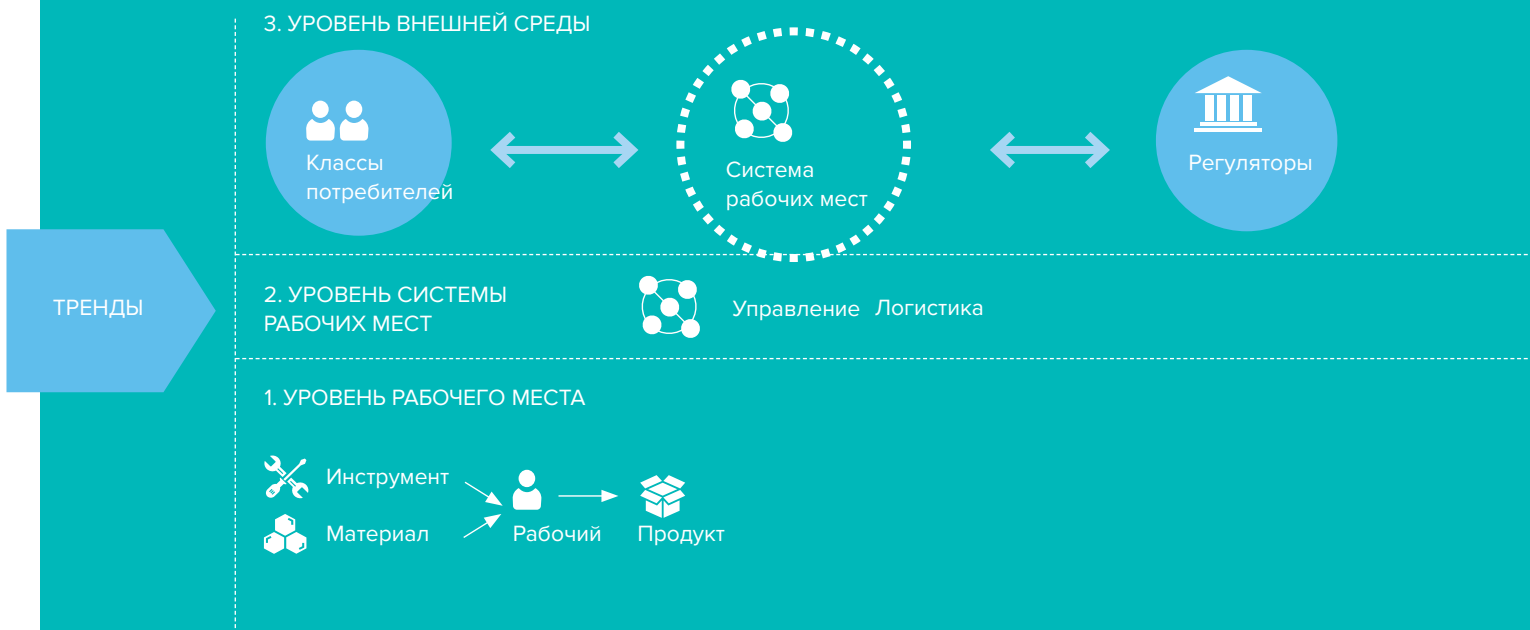 3. УРОВЕНЬ ВНЕШНЕЙ СРЕДЫ
Классы
потребителей
Система
рабочих мест
Регуляторы
ТРЕНДЫ
2. УРОВЕНЬ СИСТЕМЫ
РАБОЧИХ МЕСТ
Управление Логистика
1. УРОВЕНЬ РАБОЧЕГО МЕСТА
Инструмент
Материал
Рабочий
Продукт